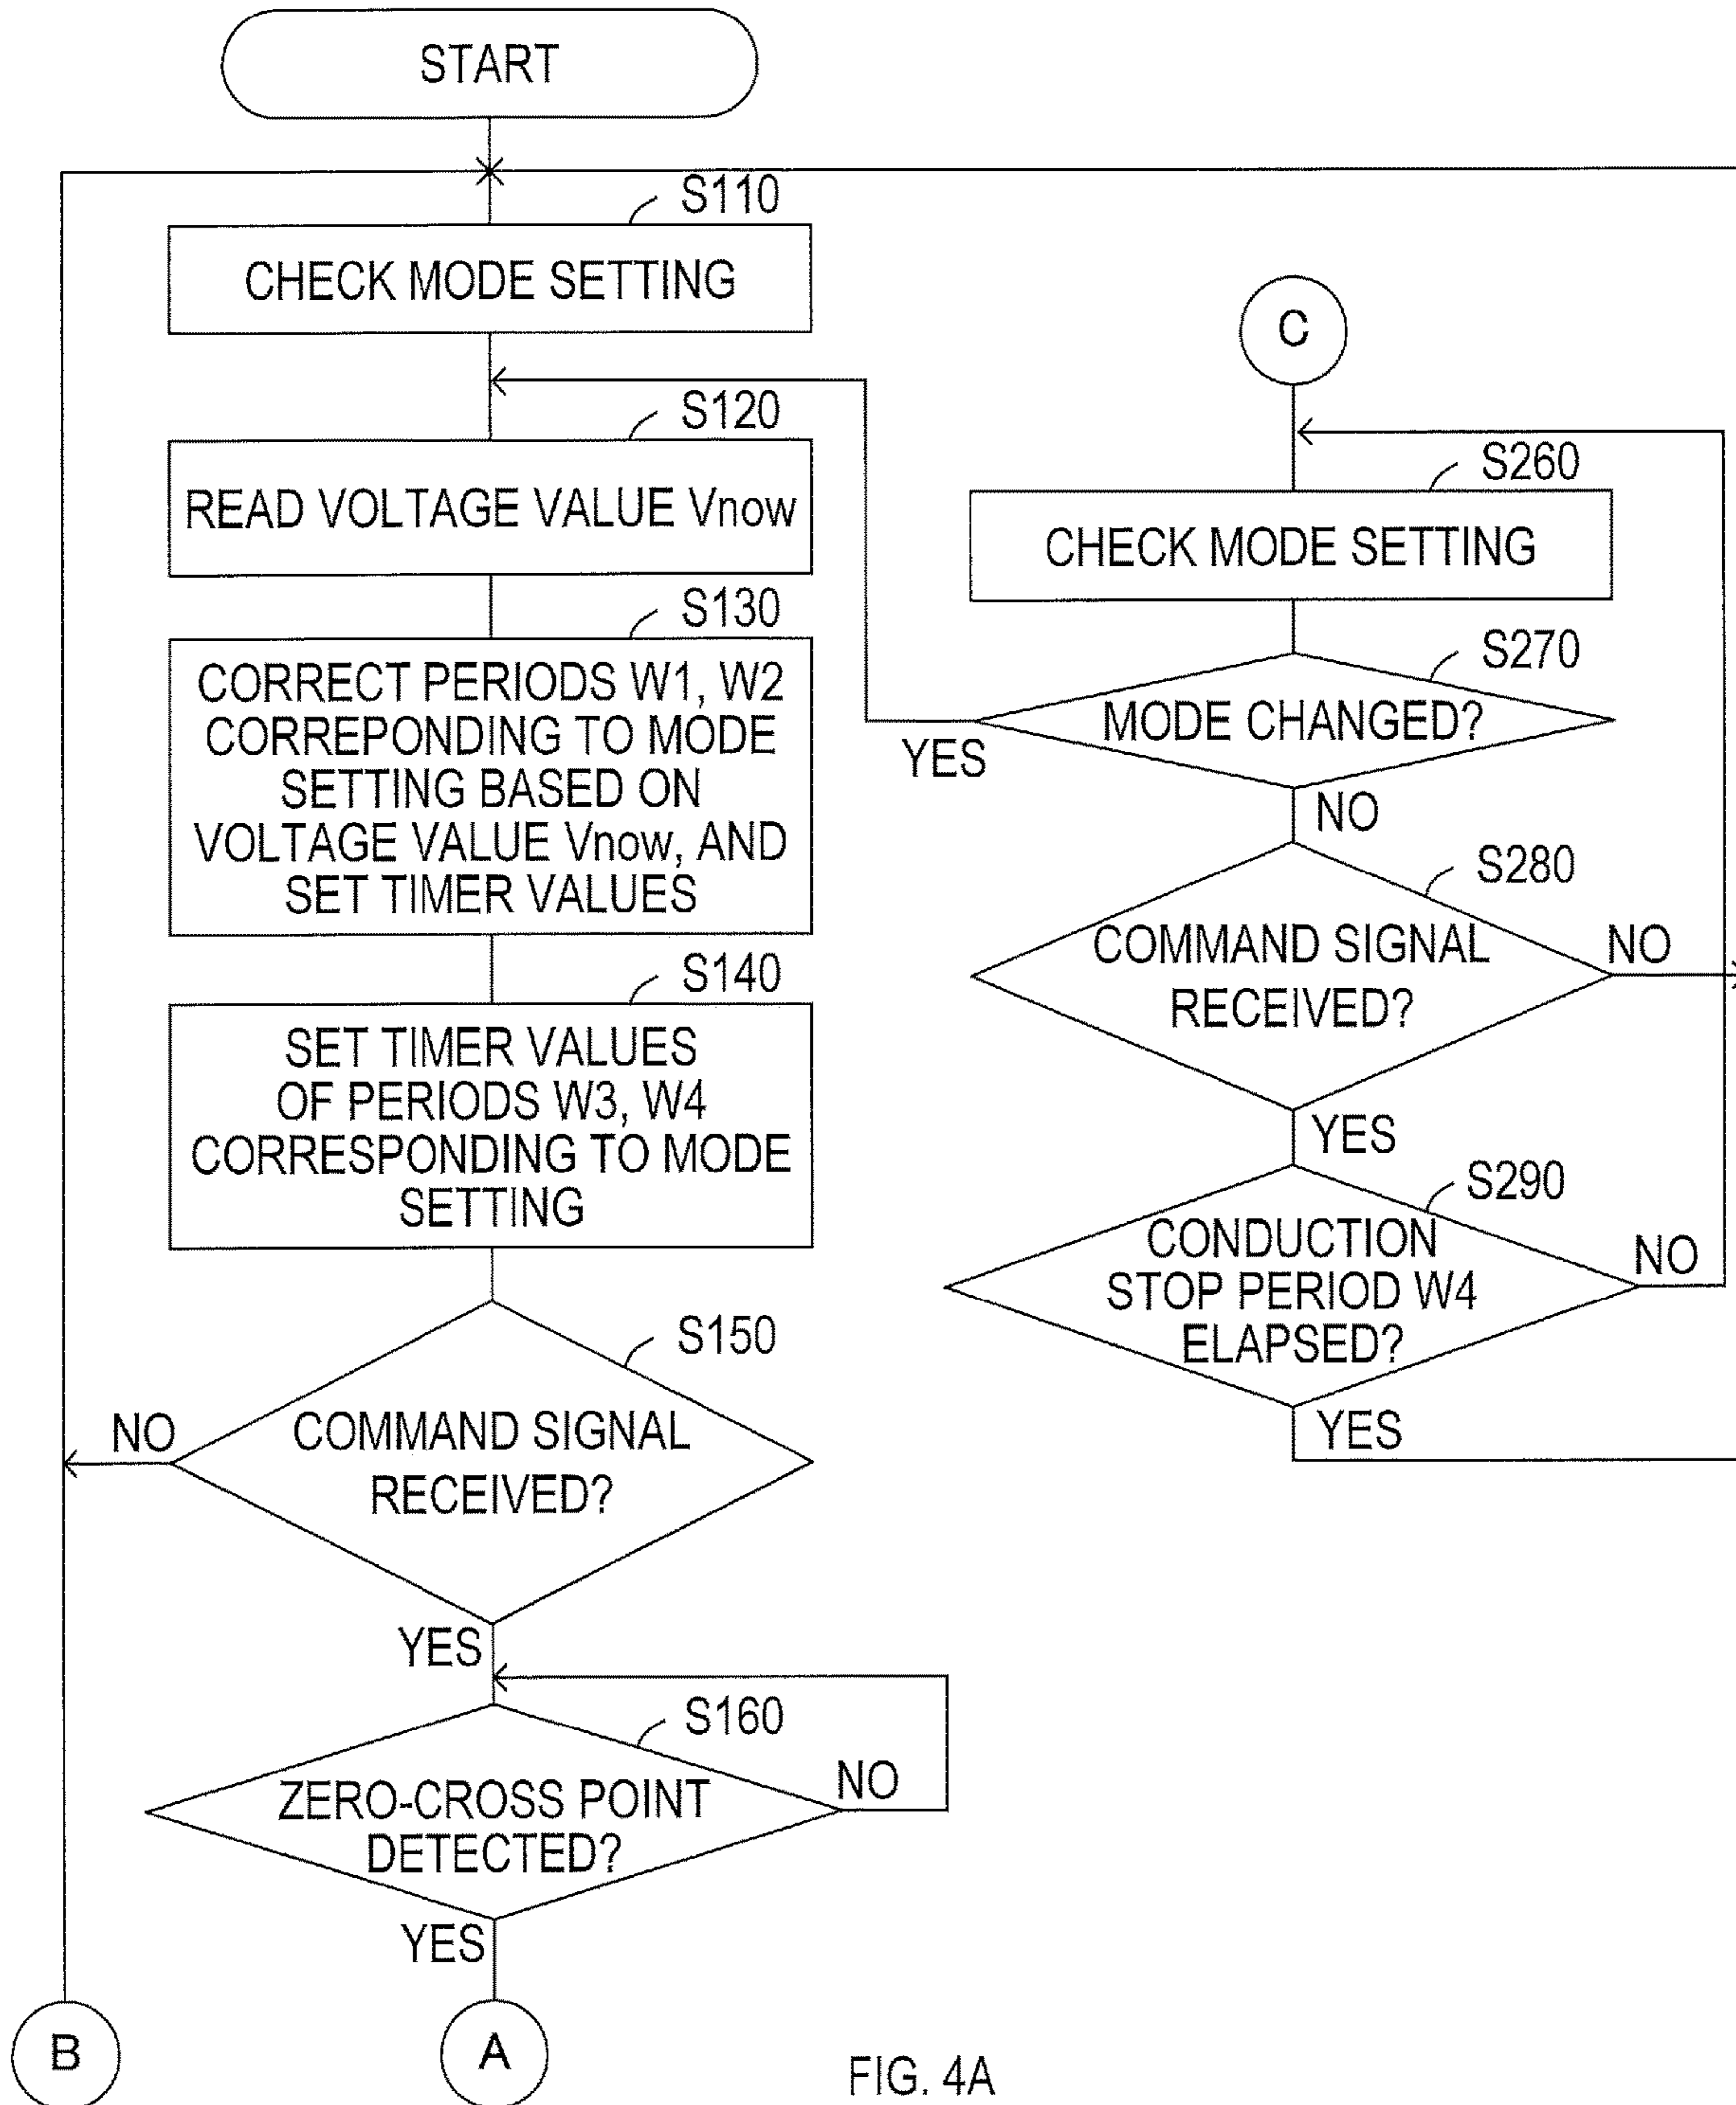 START
S110
CHECK MODE SETTING
S120
READ VOLTAGE VALUE Vnow
S130
CORRECT PERIODS W1, W2
CORREPONDING TO MODE
SETTING BASED ON
VOLTAGE VALUE Vnow, AND
SET TIMER VALUES
S140
SET TIMER VALUES
OF PERIODS W3, W4
CORRESPONDING TO MODE
SETTING
S150
NO
COMMAND SIGNAL
RECEIVED?
YES
S160
ZERO-CROSS POINT
DETECTED?
NO
YES
B
A
C
S260
CHECK MODE SETTING
S270
MODE CHANGED?
YES
NO
S280
COMMAND SIGNAL
RECEIVED?
NO
YES
S290
CONDUCTION
STOP PERIOD W4
ELAPSED?
NO
YES
FIG. 4A